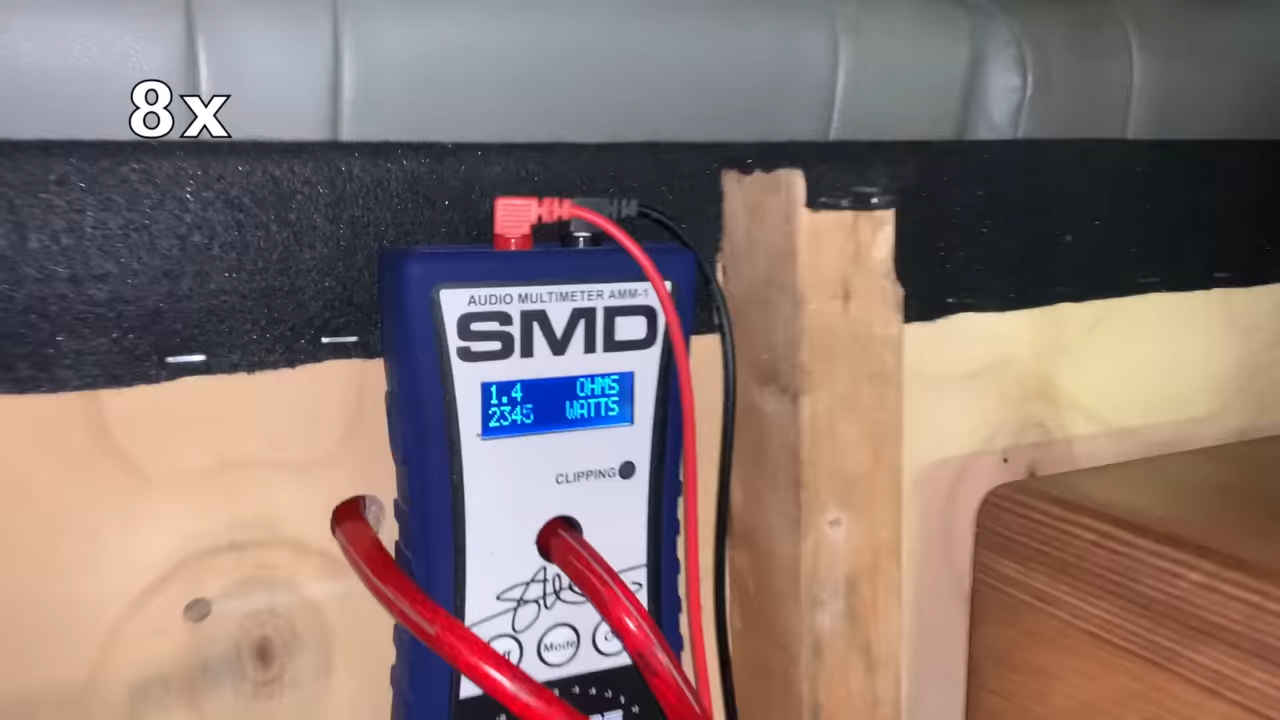 8x
AUDIO MULTIMETER AMM-1
SMD
1.4 OHMS
2345 WATTS
CLIPPING
Mode